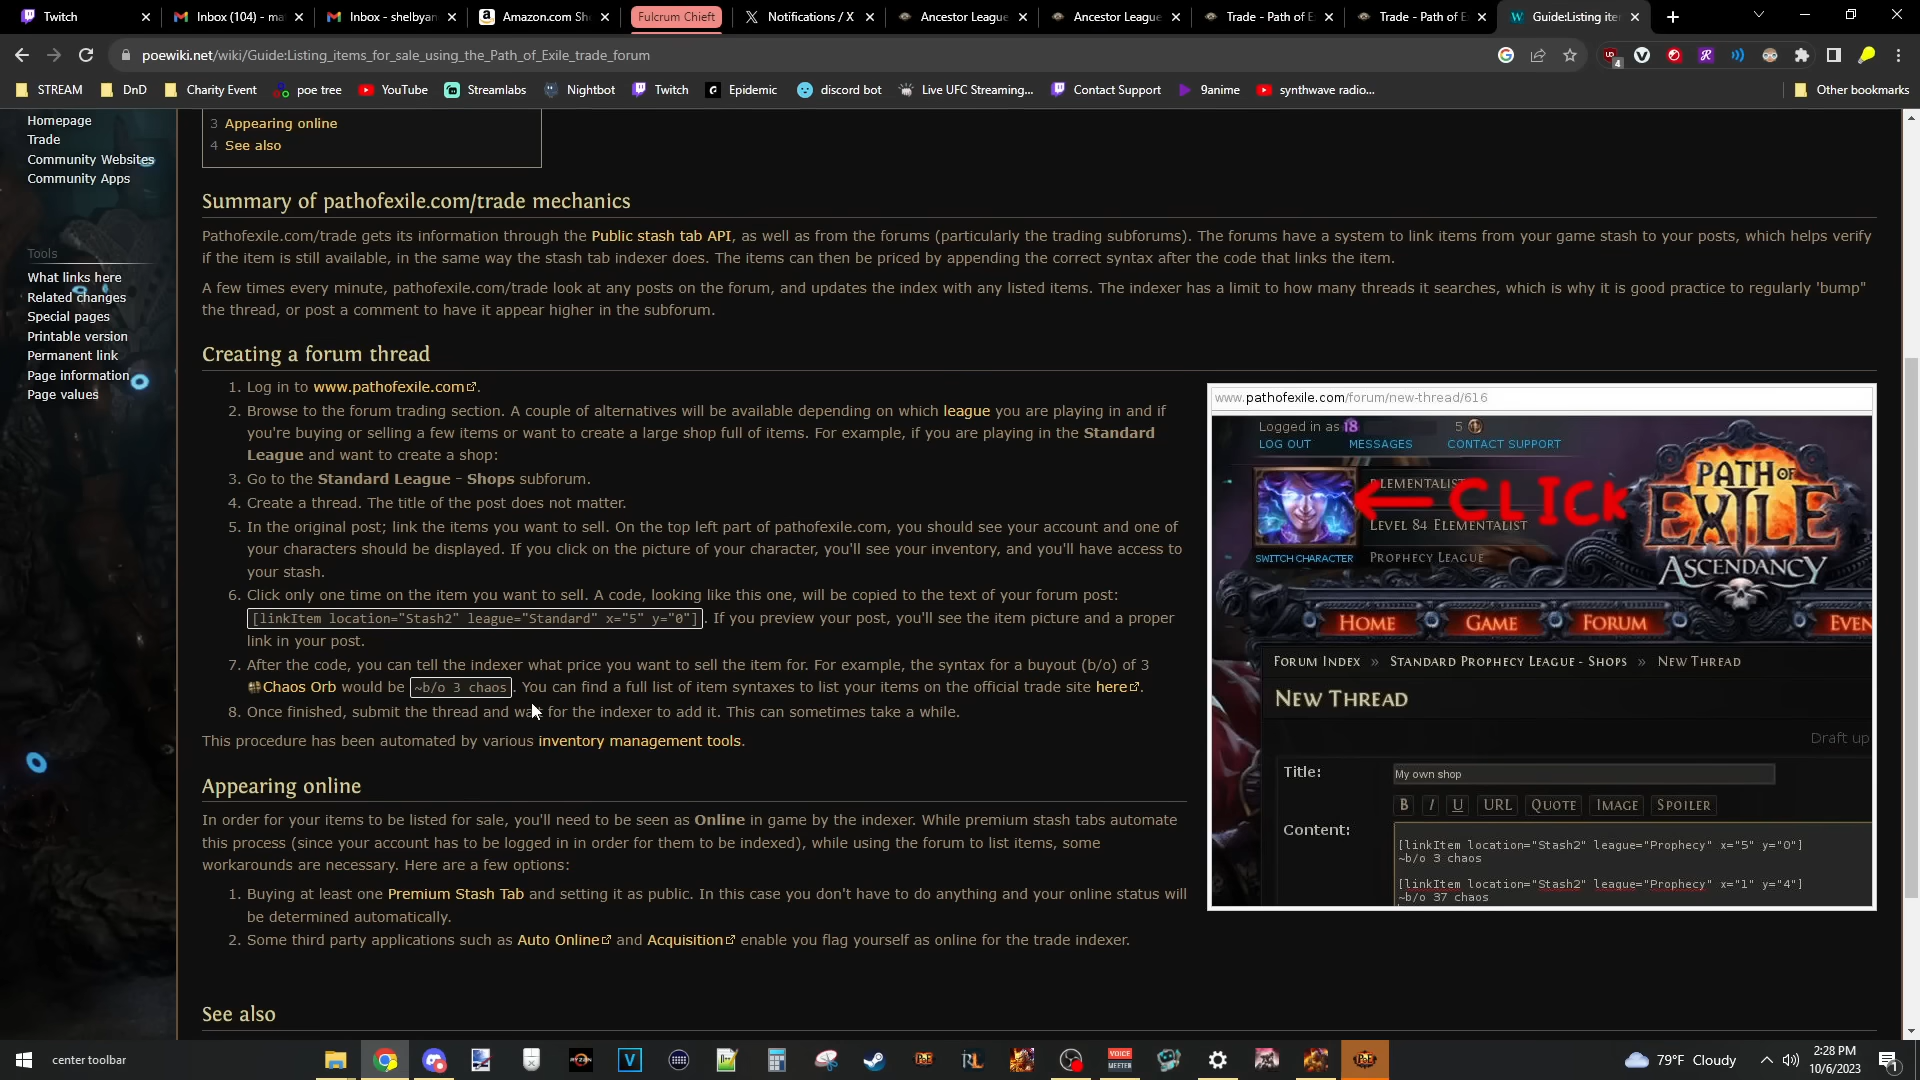 Twitch
Inbox (104) - ma
Inbox - shelbyan
Amazon.com Sh
Fulcrum Chieft
Notifications / X
Ancestor League
Ancestor League
Trade - Path of E
Trade - Path of E
Guide:Listing ite
poewiki.net/wiki/Guide:Listing_items_for_sale_using_the_Path_of_Exile_trade_forum
STREAM
DnD
Charity Event
poe tree
YouTube
Streamlabs
Nightbot
Twitch
Epidemic
discord bot
Live UFC Streaming...
Contact Support
9anime
synthwave radio...
Other bookmarks
Homepage
Trade
Community Websites
Community Apps
Tools
What links here
Related changes
Special pages
Printable version
Permanent link
Page information
Page values
3 Appearing online
4 See also
Summary of pathofexile.com/trade mechanics
Pathofexile.com/trade gets its information through the Public stash tab API, as well as from the forums (particularly the trading subforums). The forums have a system to link items from your game stash to your posts, which helps verify
if the item is still available, in the same way the stash tab indexer does. The items can then be priced by appending the correct syntax after the code that links the item.
A few times every minute, pathofexile.com/trade look at any posts on the forum, and updates the index with any listed items. The indexer has a limit to how many threads it searches, which is why it is good practice to regularly 'bump"
the thread, or post a comment to have it appear higher in the subforum.
Creating a forum thread
1. Log in to www.pathofexile.com.
2. Browse to the forum trading section. A couple of alternatives will be available depending on which league you are playing in and if
you're buying or selling a few items or want to create a large shop full of items. For example, if you are playing in the Standard
League and want to create a shop:
3. Go to the Standard League - Shops subforum.
4. Create a thread. The title of the post does not matter.
5. In the original post; link the items you want to sell. On the top left part of pathofexile.com, you should see your account and one of
your characters should be displayed. If you click on the picture of your character, you'll see your inventory, and you'll have access to
your stash.
6. Click only one time on the item you want to sell. A code, looking like this one, will be copied to the text of your forum post:
[linkItem location="Stash2" league="Standard" x="5" y="0"]. If you preview your post, you'll see the item picture and a proper
link in your post.
7. After the code, you can tell the indexer what price you want to sell the item for. For example, the syntax for a buyout (b/o) of 3
Chaos Orb would be ~b/o 3 chaos. You can find a full list of item syntaxes to list your items on the official trade site here.
8. Once finished, submit the thread and wait for the indexer to add it. This can sometimes take a while.
This procedure has been automated by various inventory management tools.
Appearing online
In order for your items to be listed for sale, you'll need to be seen as Online in game by the indexer. While premium stash tabs automate
this process (since your account has to be logged in in order for them to be indexed), while using the forum to list items, some
workarounds are necessary. Here are a few options:
1. Buying at least one Premium Stash Tab and setting it as public. In this case you don't have to do anything and your online status will
be determined automatically.
2. Some third party applications such as Auto Online and Acquisition enable you flag yourself as online for the trade indexer.
See also
www.pathofexile.com/forum/new-thread/616
Logged in as 18
5
LOG OUT
MESSAGES
CONTACT SUPPORT
ELEMENTALIST
CLICK
LEVEL 84 ELEMENTALIST
SWITCH CHARACTER
PROPHECY LEAGUE
PATH OF
EXILE
ASCENDANCY
HOME
GAME
FORUM
EVEN
FORUM INDEX » STANDARD PROPHECY LEAGUE - SHOPS » NEW THREAD
NEW THREAD
Draft up
Title:
My own shop
B
I
U
URL
QUOTE
IMAGE
SPOILER
Content:
[linkItem location="Stash2" league="Prophecy" x="5" y="0"]
~b/o 3 chaos
[linkItem location="Stash2" league="Prophecy" x="1" y="4"]
~b/o 37 chaos
center toolbar
79°F Cloudy
2:28 PM
10/6/2023